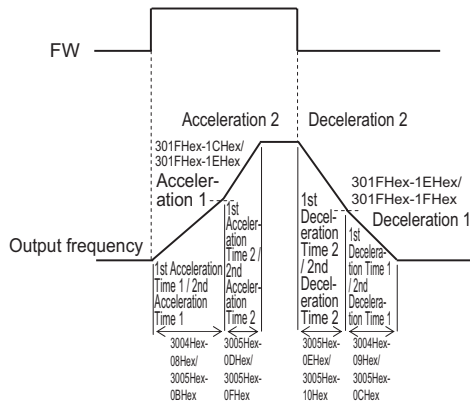 FW
Acceleration 2
Deceleration 2
301FHex-1CHex/
301FHex-1EHex
Acceler-
ation 1
301FHex-1EHex/
301FHex-1FHex
Deceleration 1
Output frequency
1st Acceleration
Time 1 / 2nd
Acceleration
Time 1
1st
Acceler-
ation
Time 2 /
2nd
Acceler-
ation
Time 2
1st
Decel-
eration
Time 2
/ 2nd
Decel-
eration
Time 2
1st
Decelera-
tion Time 1
/ 2nd
Decelera-
tion Time 1
3004Hex-
08Hex/
3005Hex-
0BHex
3005Hex-
0DHex/
3005Hex-
0FHex
3005Hex-
0EHex/
3005Hex-
10Hex
3004Hex-
09Hex/
3005Hex-
0CHex